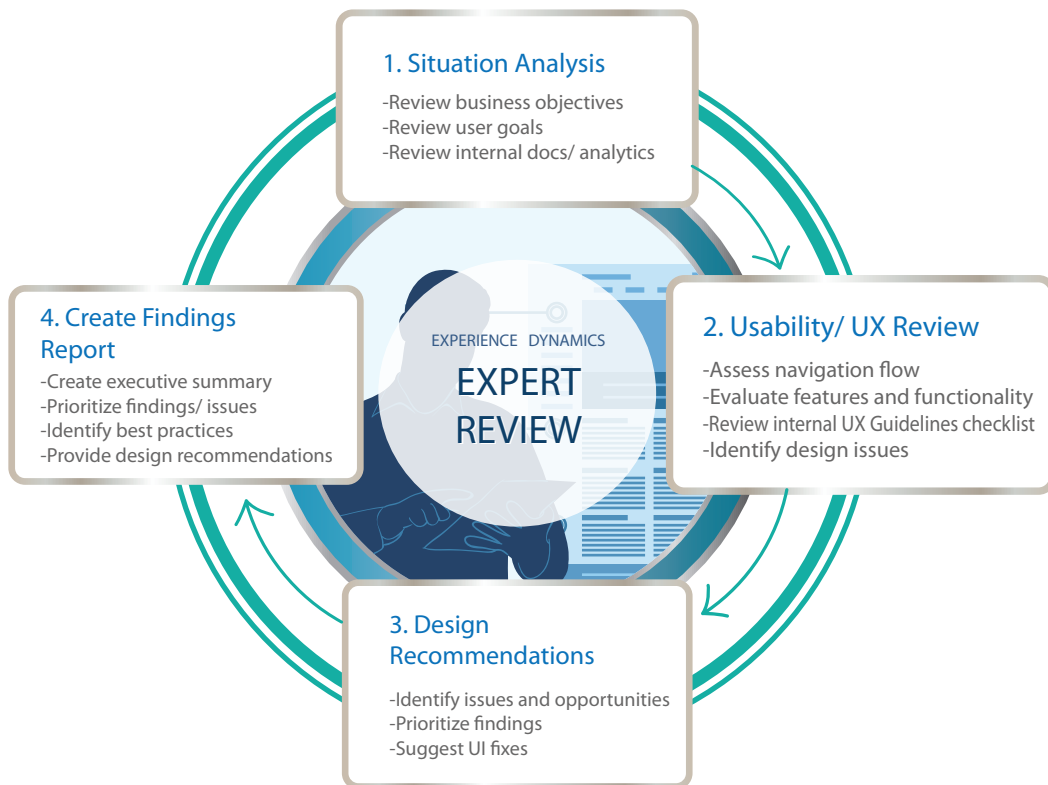 1. Situation Analysis
-Review business objectives
-Review user goals
-Review internal docs/ analytics
2. Usability/ UX Review
-Assess navigation flow
-Evaluate features and functionality
-Review internal UX Guidelines checklist
-Identify design issues
3. Design
Recommendations
-Identify issues and opportunities
-Prioritize findings
-Suggest UI fixes
4. Create Findings
Report
-Create executive summary
-Prioritize findings/ issues
-Identify best practices
-Provide design recommendations
EXPERIENCE DYNAMICS
EXPERT
REVIEW